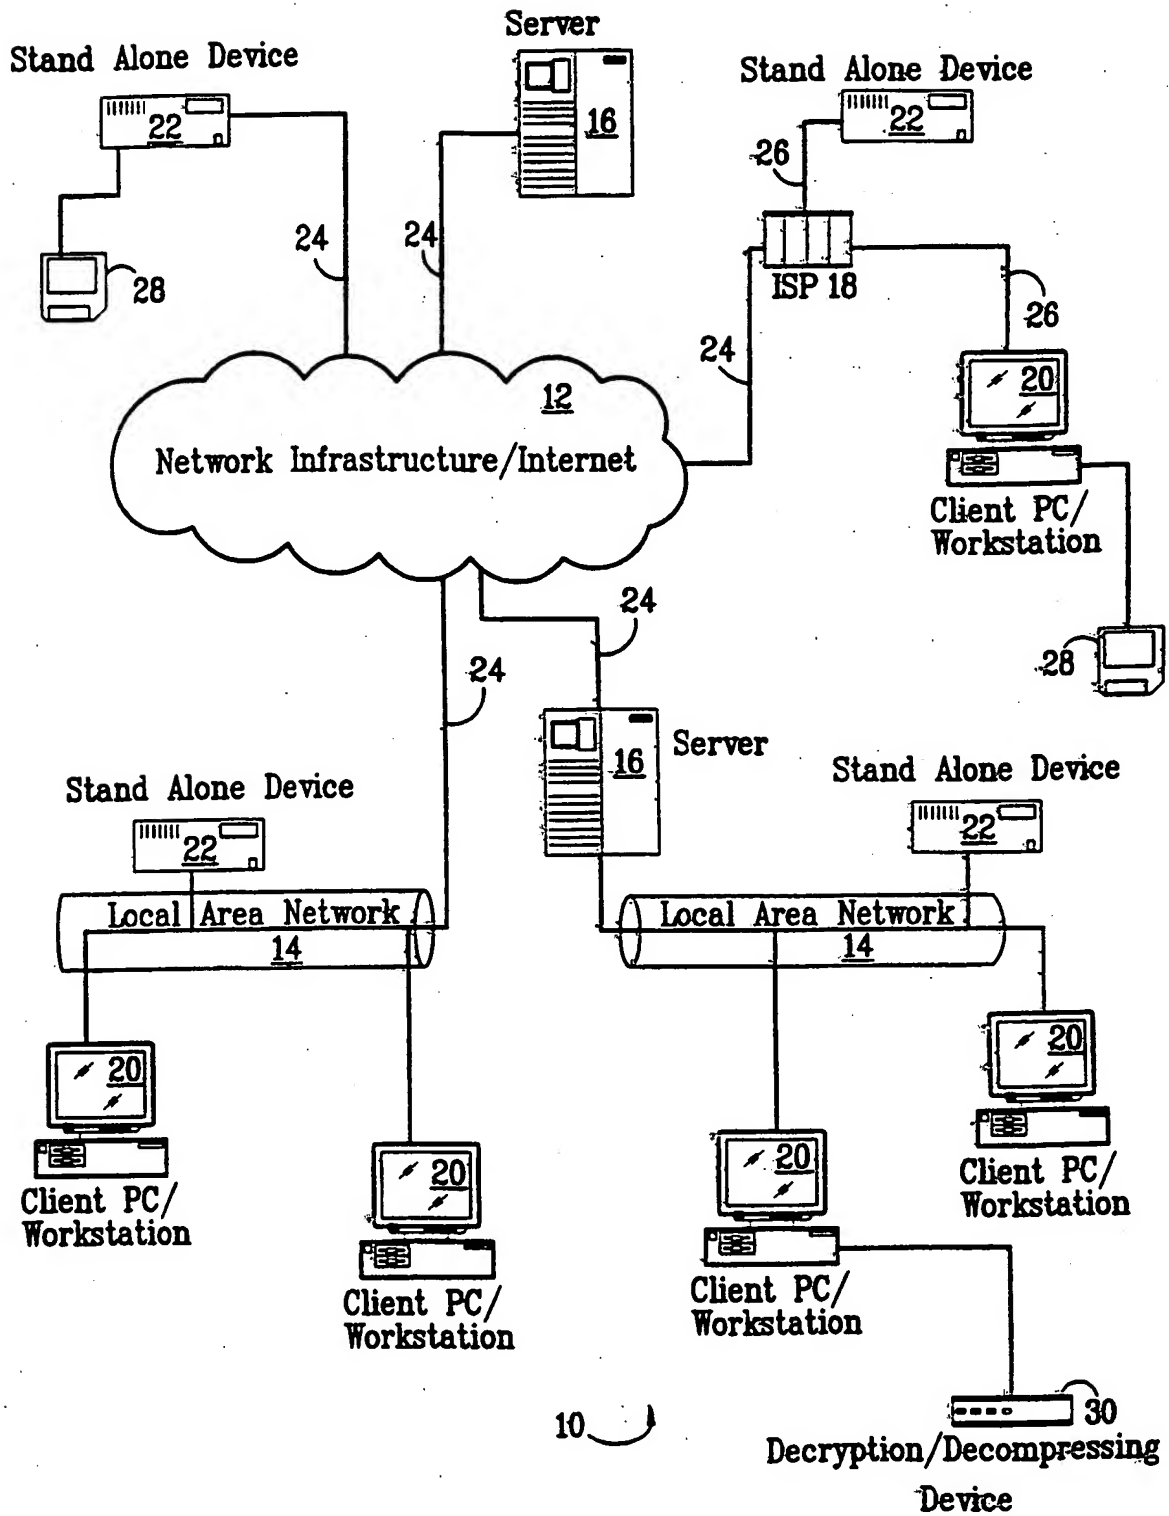 Server
Stand Alone Device
Stand Alone Device
22
16
22
26
24
24
28
ISP 18
26
24
20
12
Network Infrastructure/Internet
Client PC/
Workstation
24
28
24
16
Server
Stand Alone Device
Stand Alone Device
22
22
Local Area Network
14
Local Area Network
14
20
20
20
20
Client PC/
Workstation
Client PC/
Workstation
Client PC/
Workstation
Client PC/
Workstation
10
30
Decryption/Decompressing
Device